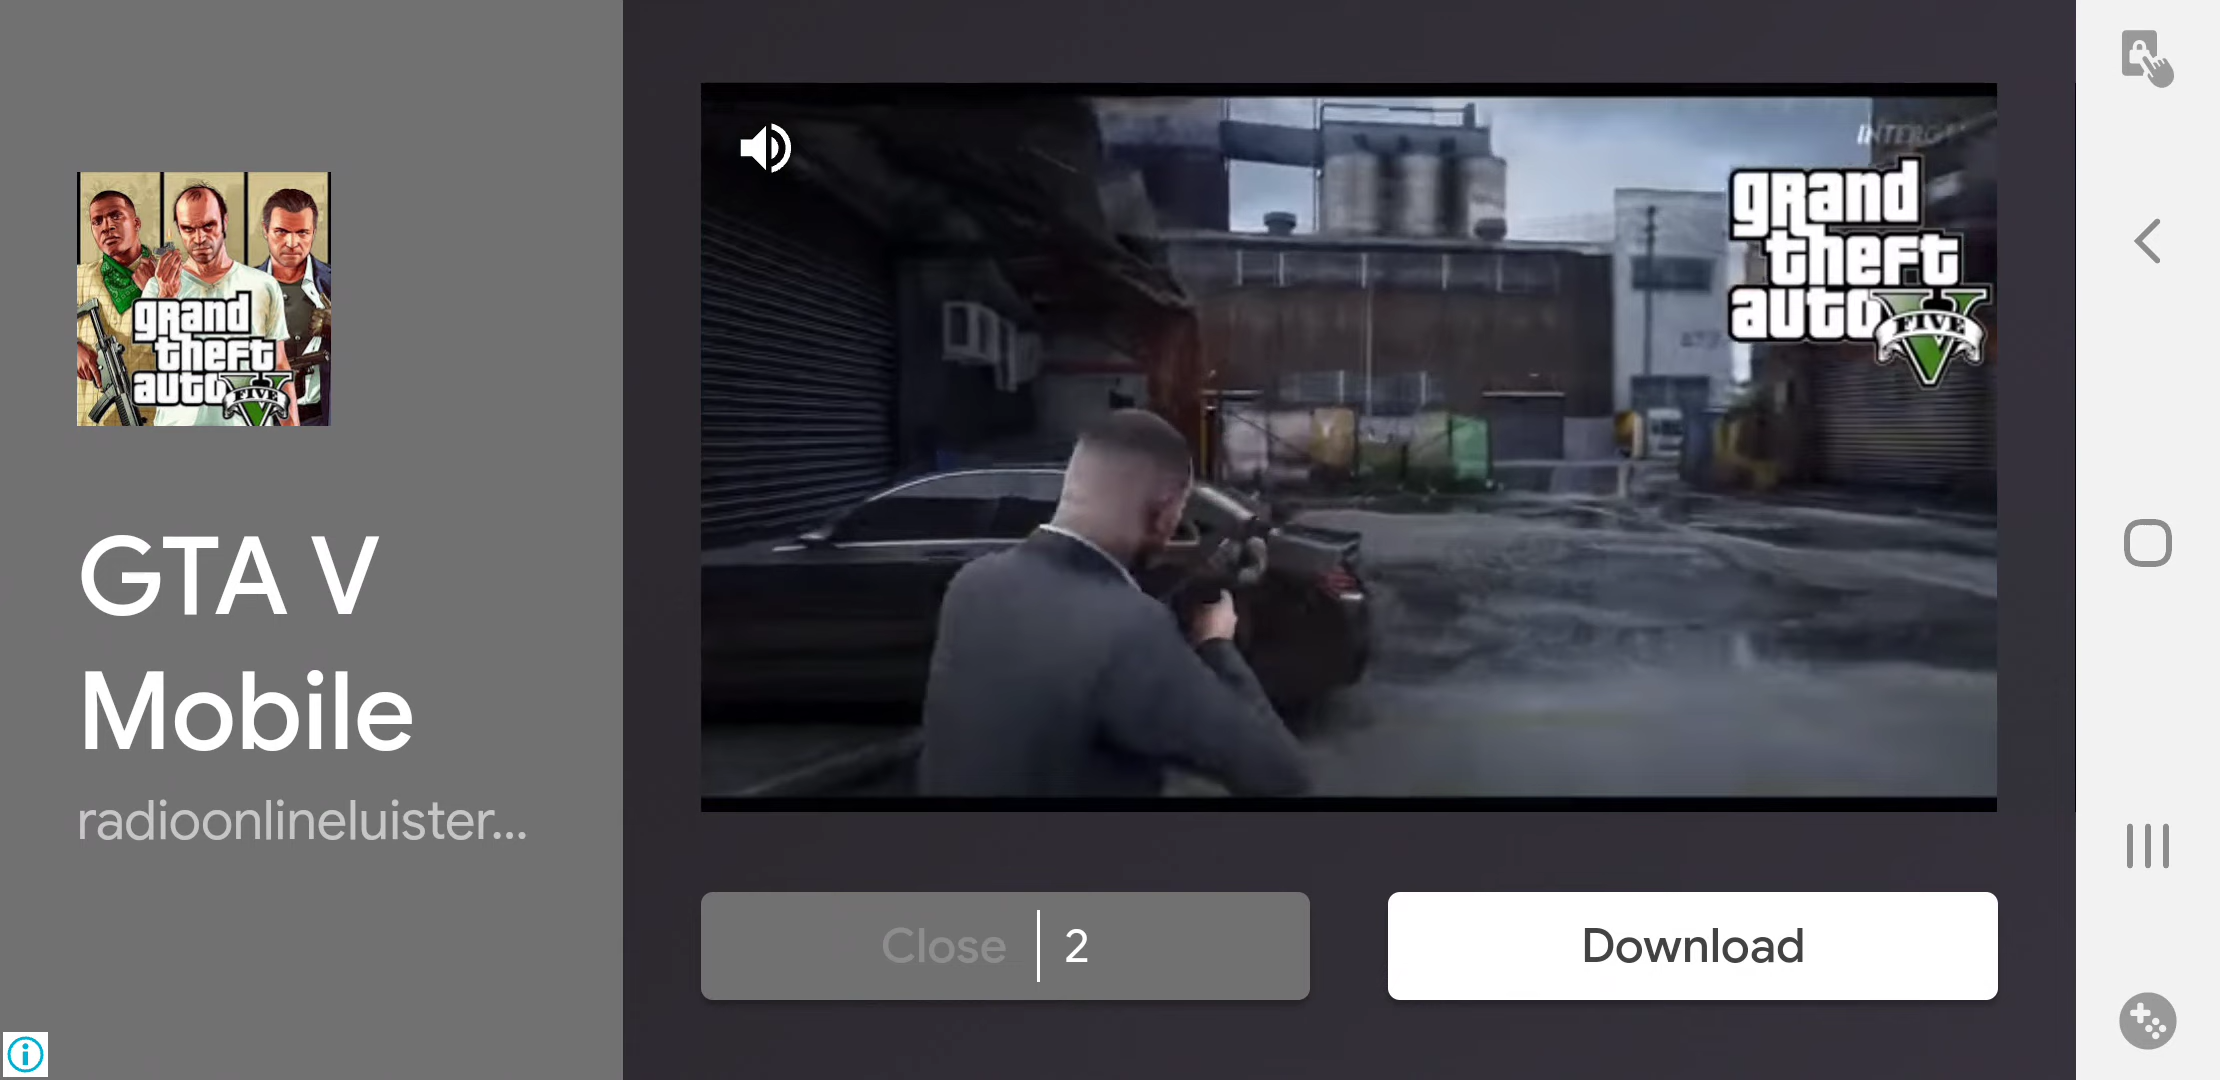 grand
theft
auto
FIVE
GTA V
Mobile
radioonlineluister...
grand
theft
auto
FIVE
Close
2
Download